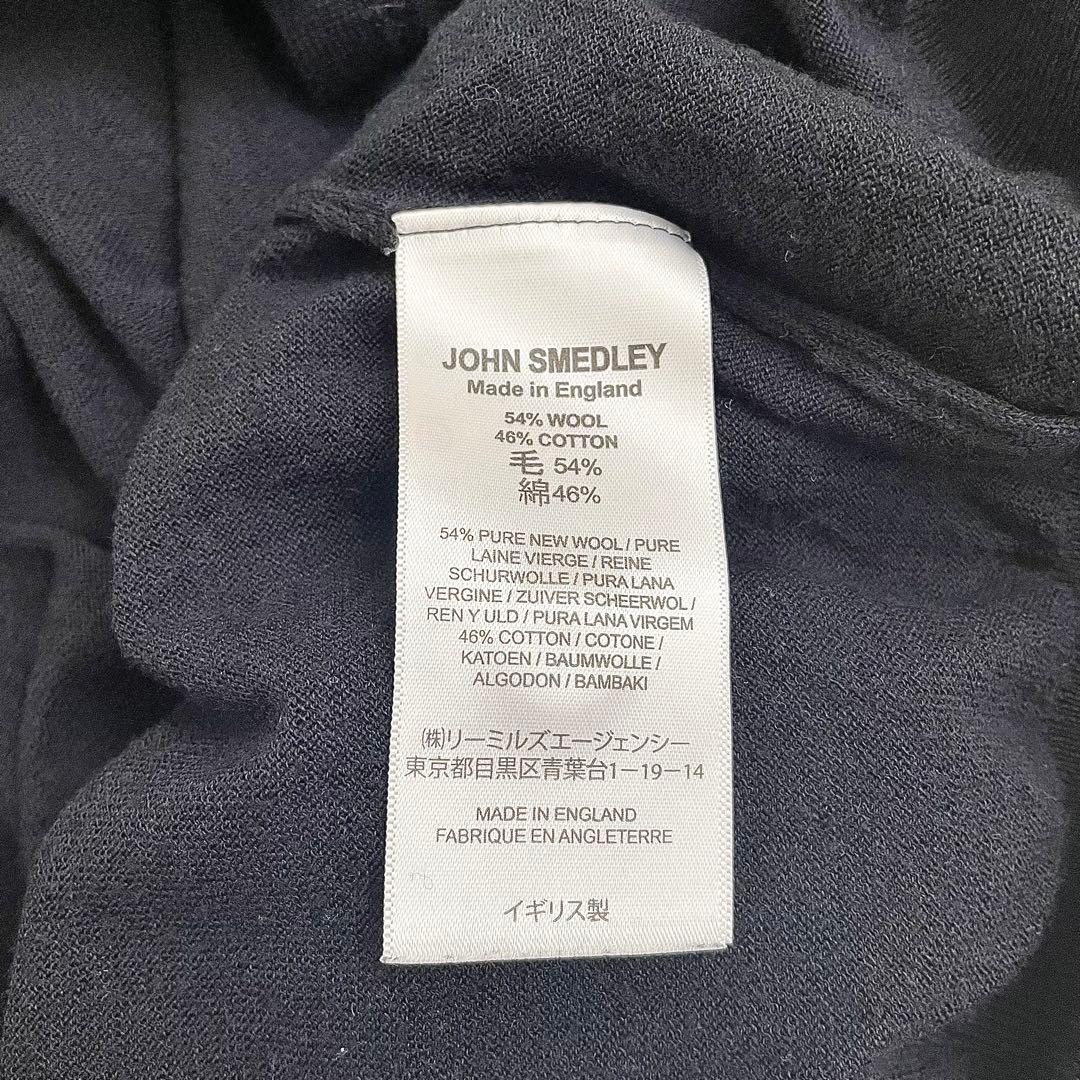 JOHN SMEDLEY
Made in England
54% WOOL
46% COTTON
毛 54%
綿46%
54% PURE NEW WOOL / PURE
LAINE VIERGE / REINE
SCHURWOLLE / PURA LANA
VERGINE / ZUIVER SCHEERWOL /
REN Y ULD / PURA LANA VIRGEM
46% COTTON / COTONE /
KATOEN / BAUMWOLLE /
ALGODON / BAMBAKI
㈱リーミルズエージェンシー
東京都目黒区青葉台1－19－14
MADE IN ENGLAND
FABRIQUE EN ANGLETERRE
イギリス製